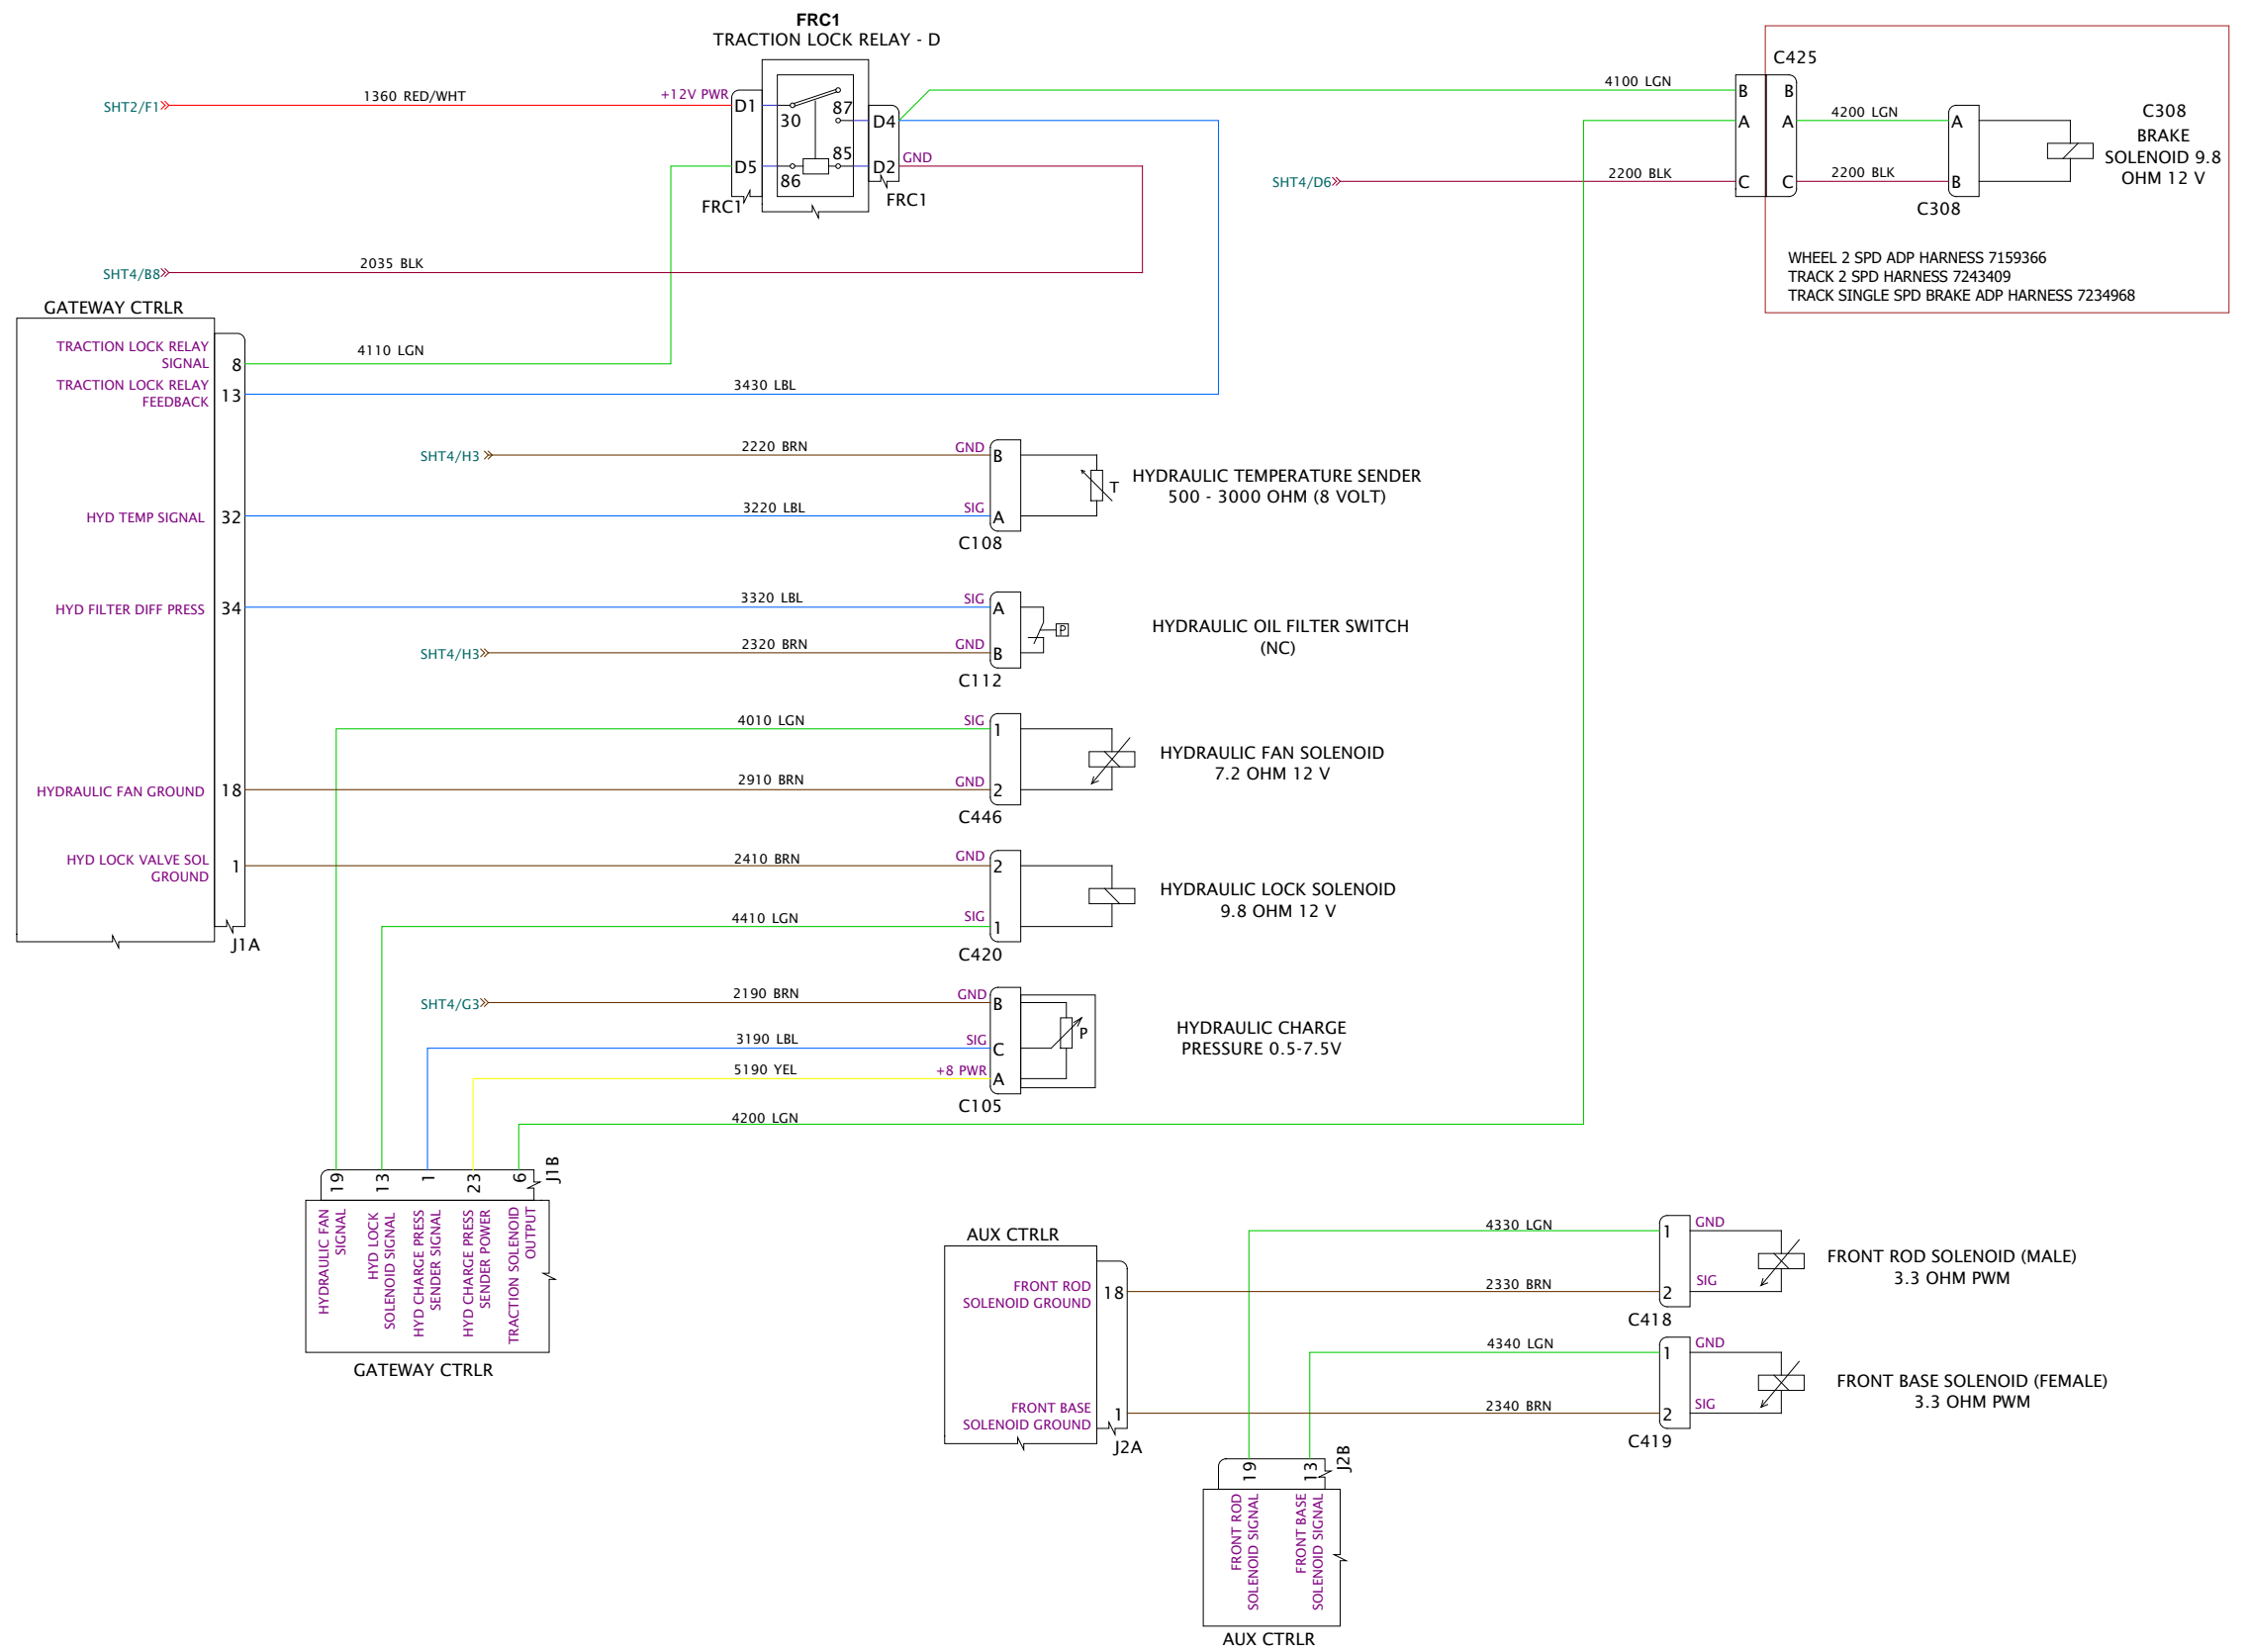 FRC1
TRACTION LOCK RELAY - D
SHT2/F1
1360 RED/WHT
+12V PWR
D1
30
87
D4
D5
86
85
D2
GND
FRC1
FRC1
4100 LGN
C425
B
B
A
A
C
C
4200 LGN
2200 BLK
SHT4/D6
2200 BLK
A
B
C308
C308
BRAKE
SOLENOID 9.8
OHM 12 V
WHEEL 2 SPD ADP HARNESS 7159366
TRACK 2 SPD HARNESS 7243409
TRACK SINGLE SPD BRAKE ADP HARNESS 7234968
SHT4/B8
2035 BLK
GATEWAY CTRLR
TRACTION LOCK RELAY
SIGNAL
8
4110 LGN
TRACTION LOCK RELAY
FEEDBACK
13
3430 LBL
SHT4/H3
2220 BRN
GND
B
HYD TEMP SIGNAL
32
3220 LBL
SIG
A
C108
T
HYDRAULIC TEMPERATURE SENDER
500 - 3000 OHM (8 VOLT)
HYD FILTER DIFF PRESS
34
3320 LBL
SIG
A
SHT4/H3
2320 BRN
GND
B
C112
P
HYDRAULIC OIL FILTER SWITCH
(NC)
4010 LGN
SIG
1
HYDRAULIC FAN GROUND
18
2910 BRN
GND
2
C446
HYDRAULIC FAN SOLENOID
7.2 OHM 12 V
HYD LOCK VALVE SOL
GROUND
1
2410 BRN
GND
2
4410 LGN
SIG
1
C420
HYDRAULIC LOCK SOLENOID
9.8 OHM 12 V
J1A
SHT4/G3
2190 BRN
GND
B
3190 LBL
SIG
C
5190 YEL
+8 PWR
A
C105
P
HYDRAULIC CHARGE
PRESSURE 0.5-7.5V
4200 LGN
19
13
1
23
6
J1B
HYDRAULIC FAN
SIGNAL
HYD LOCK
SOLENOID SIGNAL
HYD CHARGE PRESS
SENDER SIGNAL
HYD CHARGE PRESS
SENDER POWER
TRACTION SOLENOID
OUTPUT
GATEWAY CTRLR
AUX CTRLR
FRONT ROD
SOLENOID GROUND
18
FRONT BASE
SOLENOID GROUND
1
J2A
4330 LGN
1
GND
2330 BRN
2
SIG
C418
FRONT ROD SOLENOID (MALE)
3.3 OHM PWM
4340 LGN
1
GND
2340 BRN
2
SIG
C419
FRONT BASE SOLENOID (FEMALE)
3.3 OHM PWM
19
13
J2B
FRONT ROD
SOLENOID SIGNAL
FRONT BASE
SOLENOID SIGNAL
AUX CTRLR